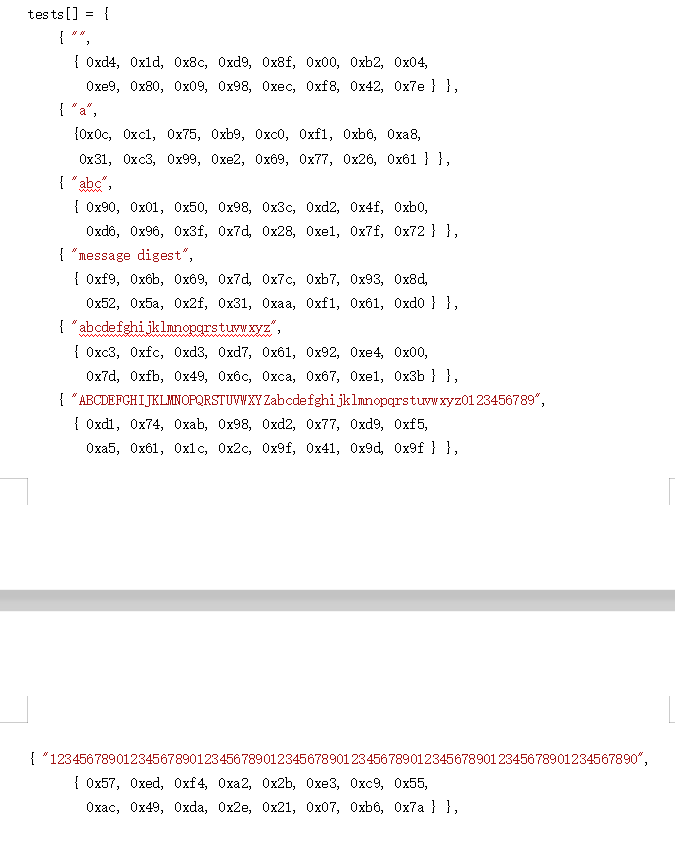 tests[] = {
{ "",
{ 0xd4, 0x1d, 0x8c, 0xd9, 0x8f, 0x00, 0xb2, 0x04,
0xe9, 0x80, 0x09, 0x98, 0xec, 0xf8, 0x42, 0x7e } },
{ "a",
{0x0c, 0xc1, 0x75, 0xb9, 0xc0, 0xf1, 0xb6, 0xa8,
0x31, 0xc3, 0x99, 0xe2, 0x69, 0x77, 0x26, 0x61 } },
{ "abc",
{ 0x90, 0x01, 0x50, 0x98, 0x3c, 0xd2, 0x4f, 0xb0,
0xd6, 0x96, 0x3f, 0x7d, 0x28, 0xe1, 0x7f, 0x72 } },
{ "message digest",
{ 0xf9, 0x6b, 0x69, 0x7d, 0x7c, 0xb7, 0x93, 0x8d,
0x52, 0x5a, 0x2f, 0x31, 0xaa, 0xf1, 0x61, 0xd0 } },
{ "abcdefghijklmnopqrstuvwxyz",
{ 0xc3, 0xfc, 0xd3, 0xd7, 0x61, 0x92, 0xe4, 0x00,
0x7d, 0xfb, 0x49, 0x6c, 0xca, 0x67, 0xe1, 0x3b } },
{ "ABCDEFGHIJKLMNOPQRSTUVWXYZabcdefghijklmnopqrstuvwxyz0123456789",
{ 0xd1, 0x74, 0xab, 0x98, 0xd2, 0x77, 0xd9, 0xf5,
0xa5, 0x61, 0x1c, 0x2c, 0x9f, 0x41, 0x9d, 0x9f } },
{ "12345678901234567890123456789012345678901234567890123456789012345678901234567890",
{ 0x57, 0xed, 0xf4, 0xa2, 0x2b, 0xe3, 0xc9, 0x55,
0xac, 0x49, 0xda, 0x2e, 0x21, 0x07, 0xb6, 0x7a } },